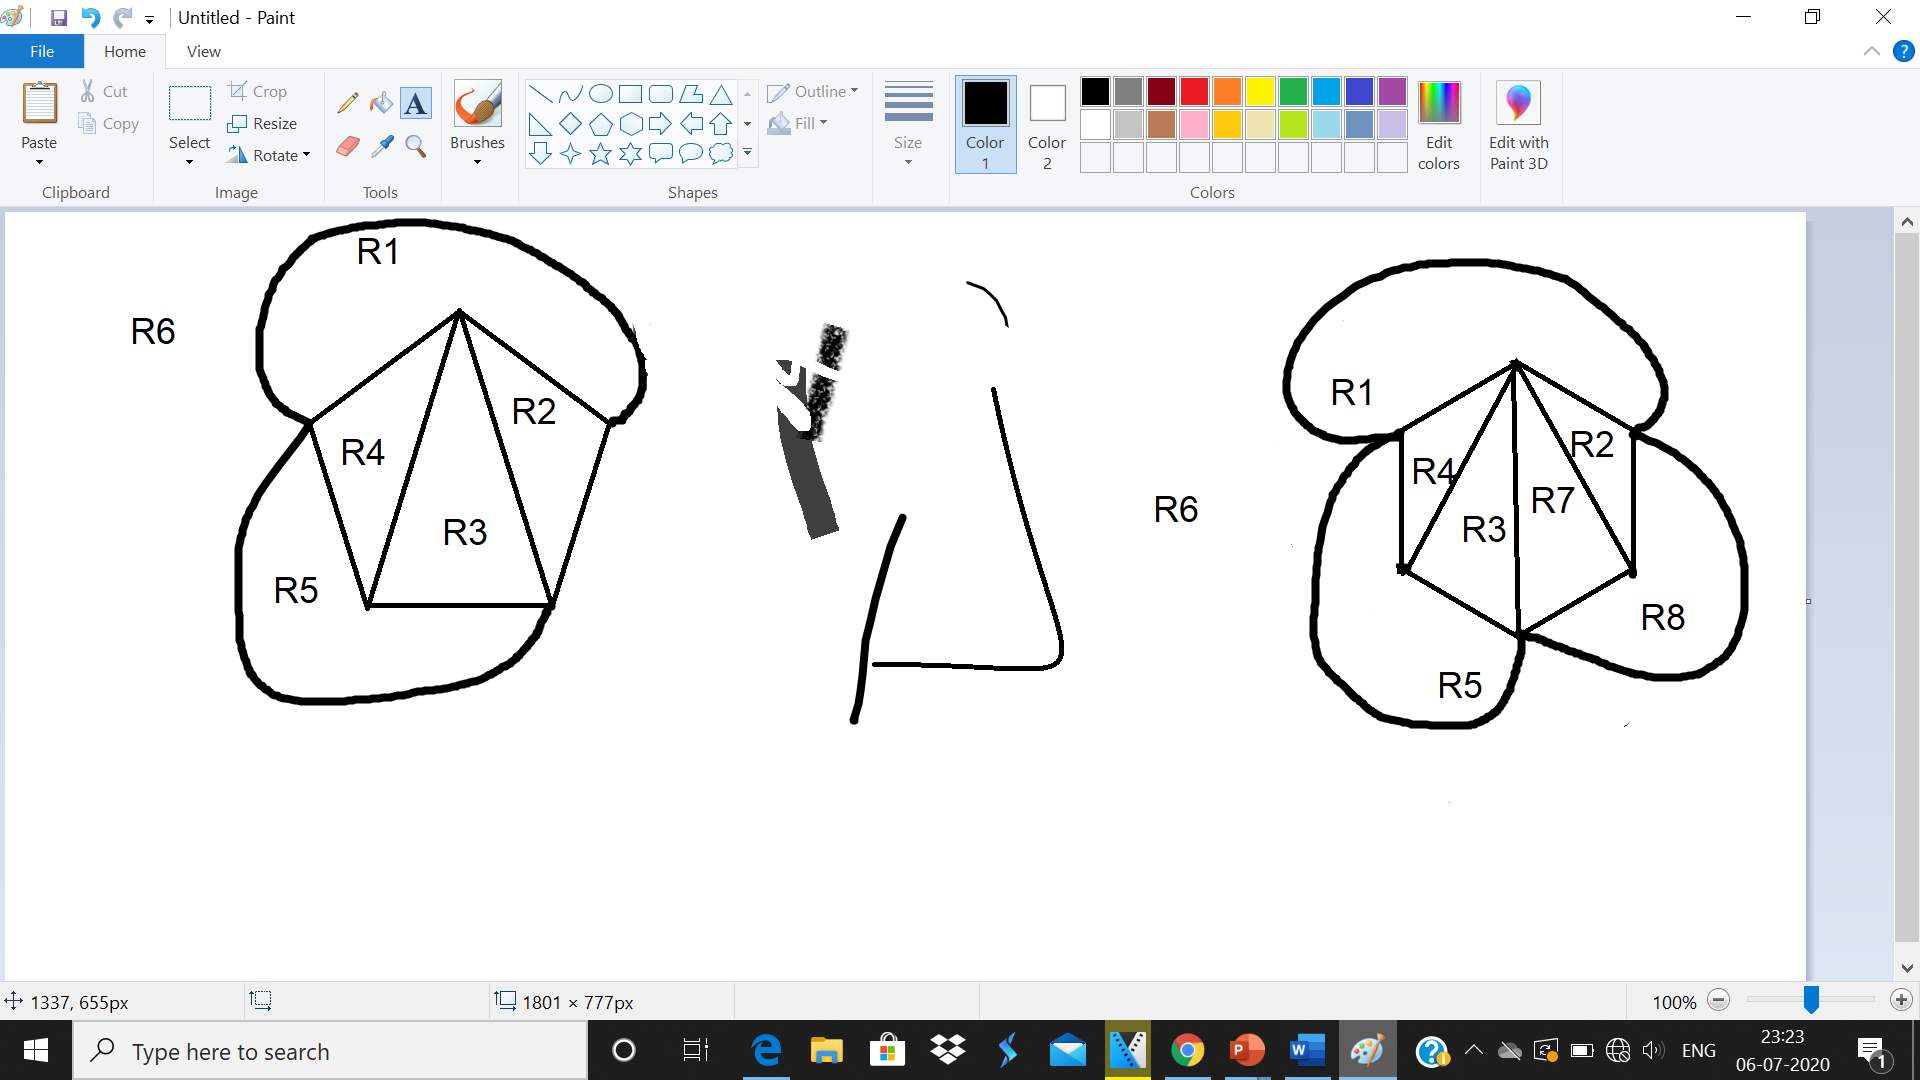 Untitled - Paint
File Home View
Paste Cut Copy Clipboard
Select Crop Resize Rotate Image
Tools
Brushes
Shapes
Outline Fill
Size
Color 1
Color 2
Colors
Edit colors
Edit with Paint 3D
R1
R6
R2
R4
R3
R5
R1
R2
R4
R7
R6
R3
R8
R5
1337, 655px
1801 × 777px
100%
Type here to search
ENG
23:23
06-07-2020
1